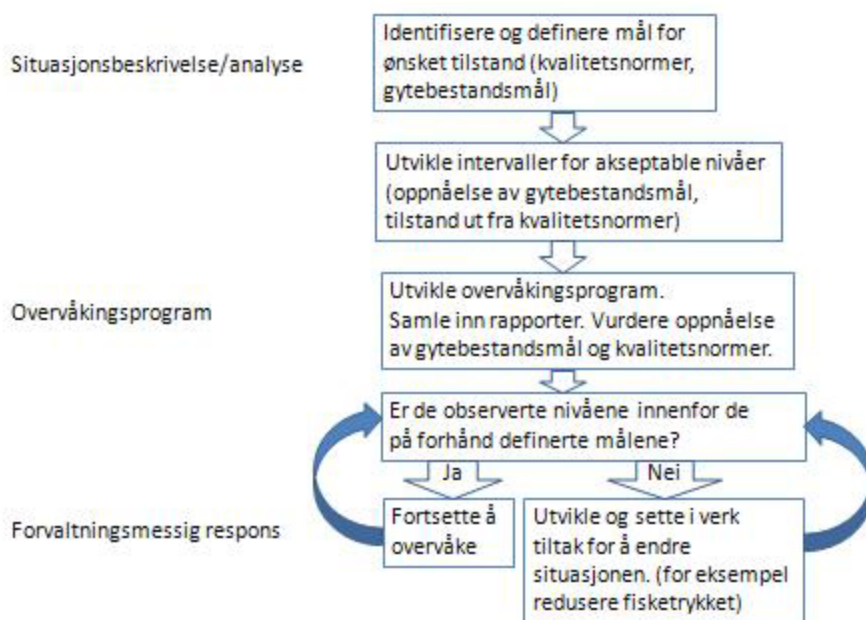 Situasjonsbeskrivelse/analyse
Identifisere og definere mål for
ønsket tilstand (kvalitetsnormer,
gytebestandsmål)
Utvikle intervaller for akseptable nivåer
(oppnåelse av gytebestandsmål,
tilstand ut fra kvalitetsnormer)
Overvåkingsprogram
Utvikle overvåkingsprogram.
Samle inn rapporter. Vurdere oppnåelse
av gytebestandsmål og kvalitetsnormer.
Er de observerte nivåene innenfor de
på forhånd definerte målene?
Ja
Nei
Forvaltningsmessig respons
Fortsette å
overvåke
Utvikle og sette i verk
tiltak for å endre
situasjonen. (for eksempel
redusere fisketrykket)